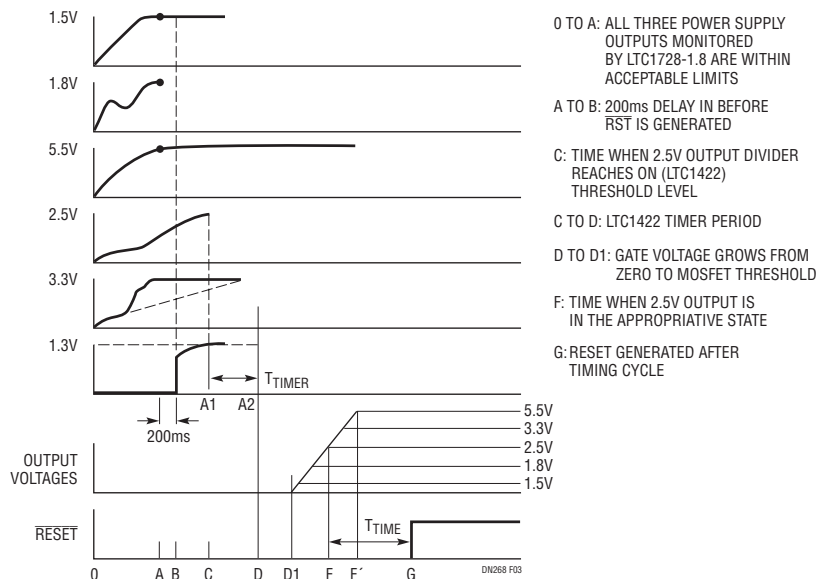 1.5V
1.8V
5.5V
2.5V
3.3V
1.3V
TTIMER
A1 A2
200ms
OUTPUT
VOLTAGES
5.5V
3.3V
2.5V
1.8V
1.5V
RESET
TTIME
0 A B C D D1 F F´ G
DN268 F03
0 TO A: ALL THREE POWER SUPPLY
OUTPUTS MONITORED
BY LTC1728-1.8 ARE WITHIN
ACCEPTABLE LIMITS
A TO B: 200ms DELAY IN BEFORE
RST IS GENERATED
C: TIME WHEN 2.5V OUTPUT DIVIDER
REACHES ON (LTC1422)
THRESHOLD LEVEL
C TO D: LTC1422 TIMER PERIOD
D TO D1: GATE VOLTAGE GROWS FROM
ZERO TO MOSFET THRESHOLD
F: TIME WHEN 2.5V OUTPUT IS
IN THE APPROPRIATIVE STATE
G: RESET GENERATED AFTER
TIMING CYCLE